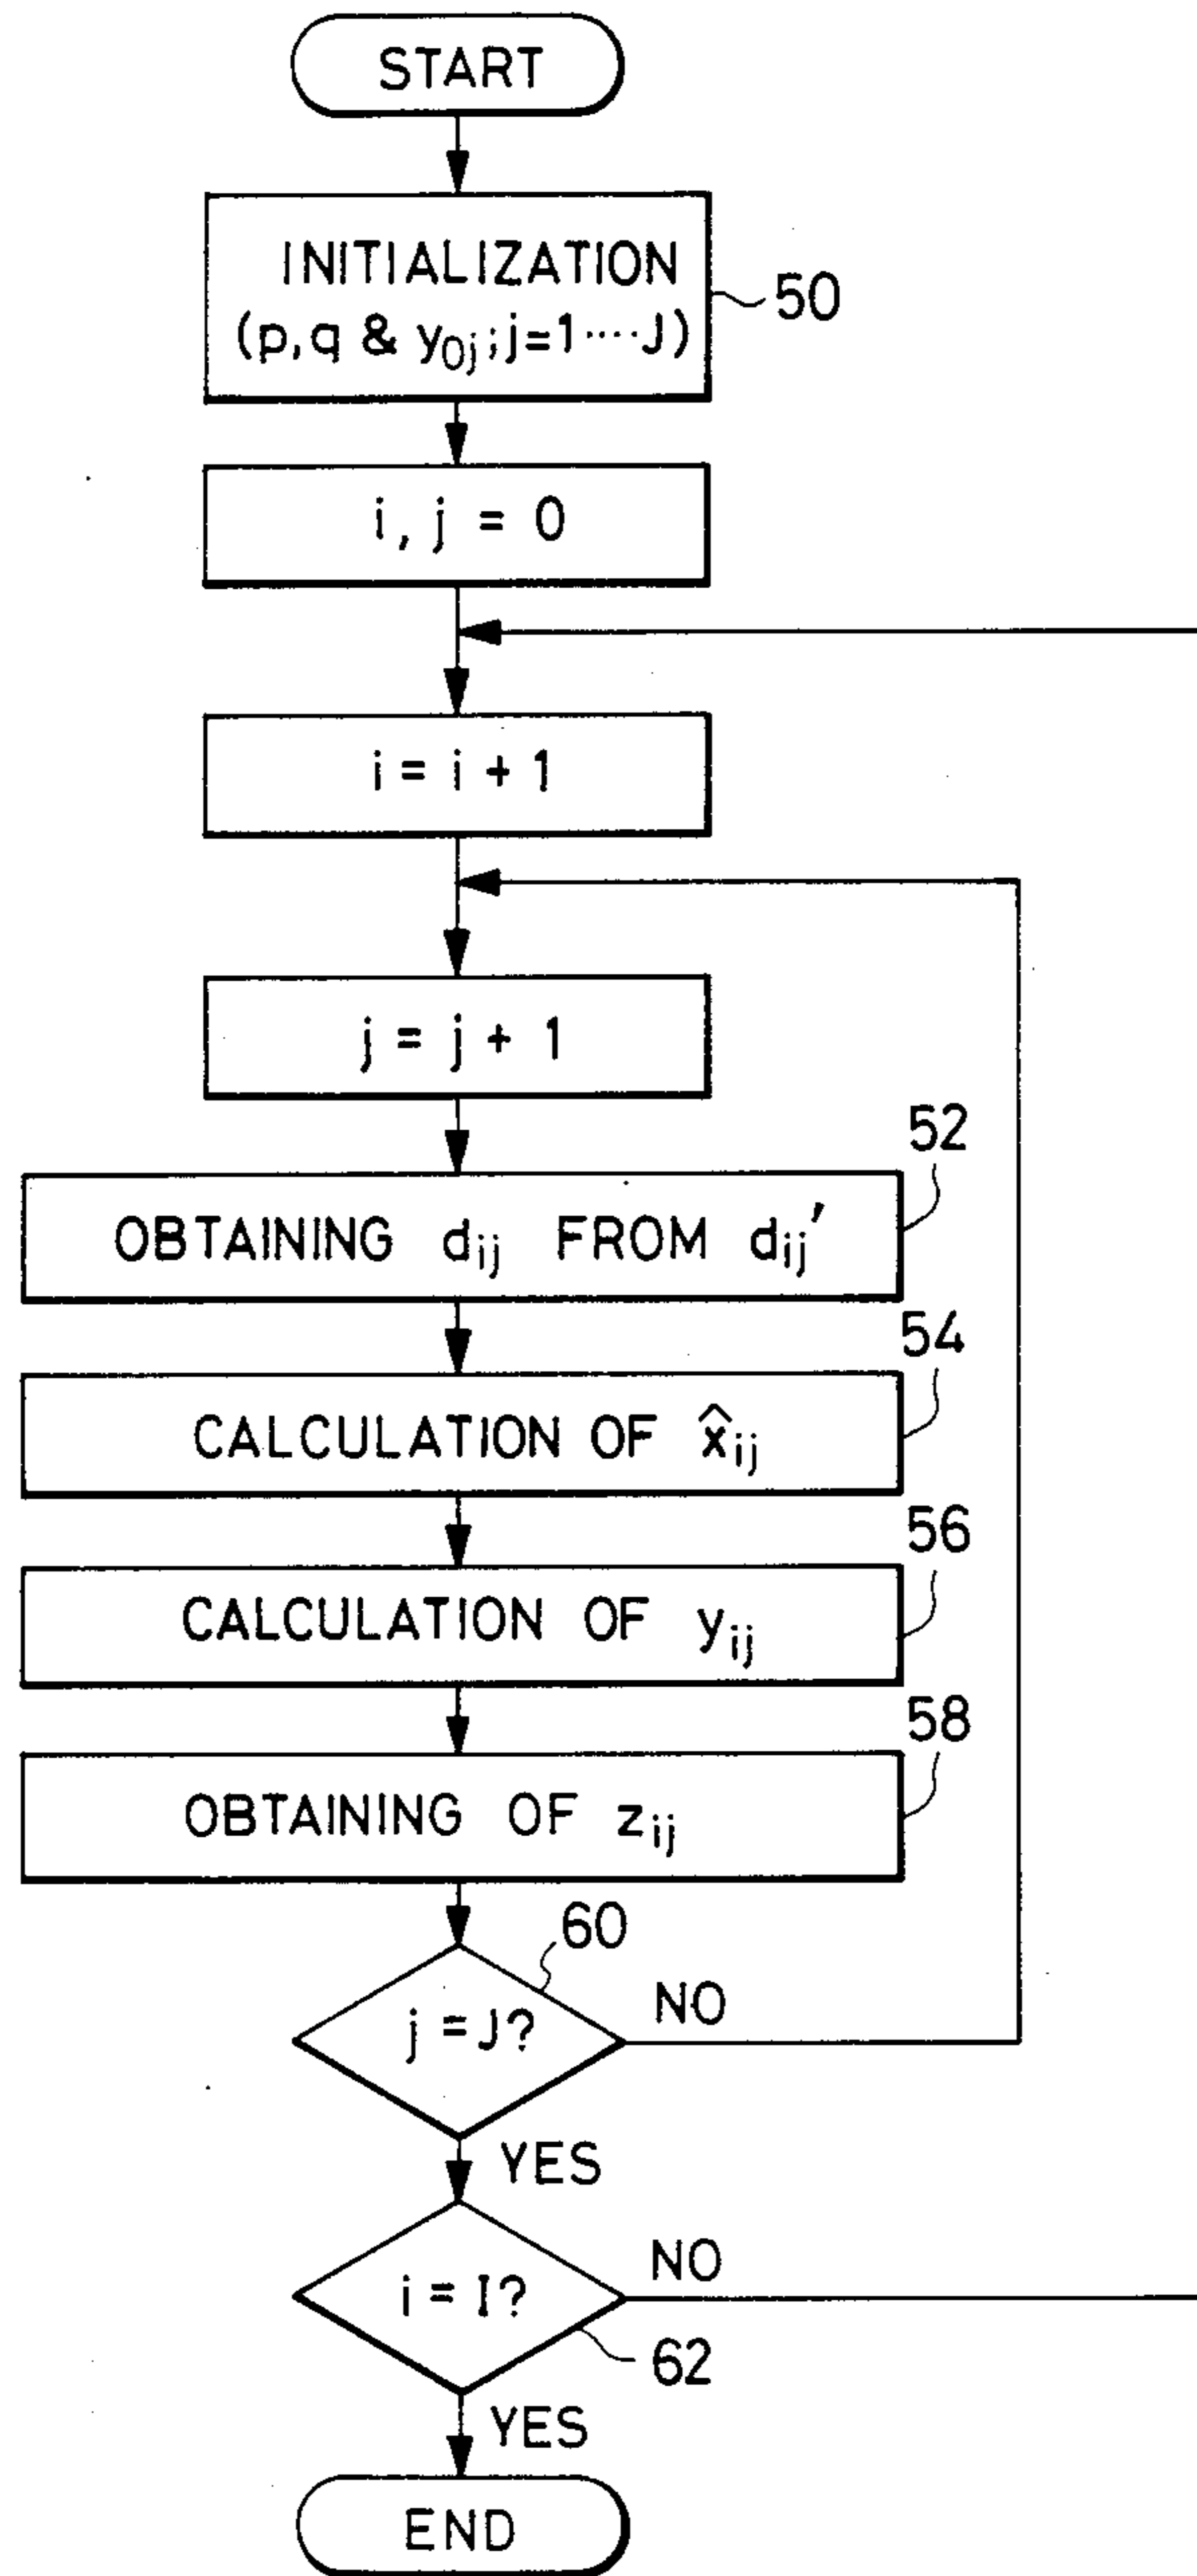 START
INITIALIZATION
(p,q & y0j;j=1····J)
50
i, j = 0
i = i + 1
j = j + 1
52
OBTAINING dij FROM dij'
54
CALCULATION OF x̂ij
56
CALCULATION OF yij
58
OBTAINING OF zij
60
j = J?
NO
YES
i = I?
NO
62
YES
END